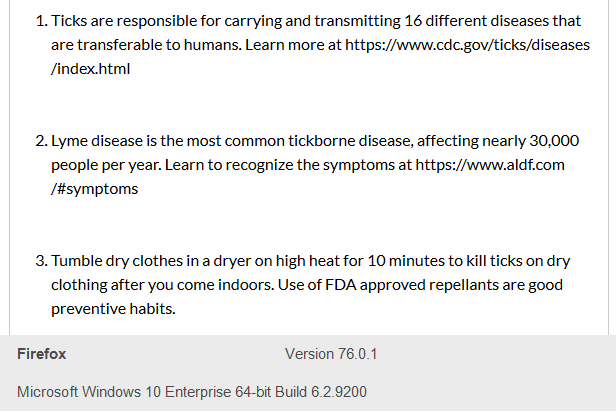 1. Ticks are responsible for carrying and transmitting 16 different diseases that
are transferable to humans. Learn more at https://www.cdc.gov/ticks/diseases
/index.html
2. Lyme disease is the most common tickborne disease, affecting nearly 30,000
people per year. Learn to recognize the symptoms at https://www.aldf.com
/#symptoms
3. Tumble dry clothes in a dryer on high heat for 10 minutes to kill ticks on dry
clothing after you come indoors. Use of FDA approved repellants are good
preventive habits.
Firefox Version 76.0.1
Microsoft Windows 10 Enterprise 64-bit Build 6.2.9200